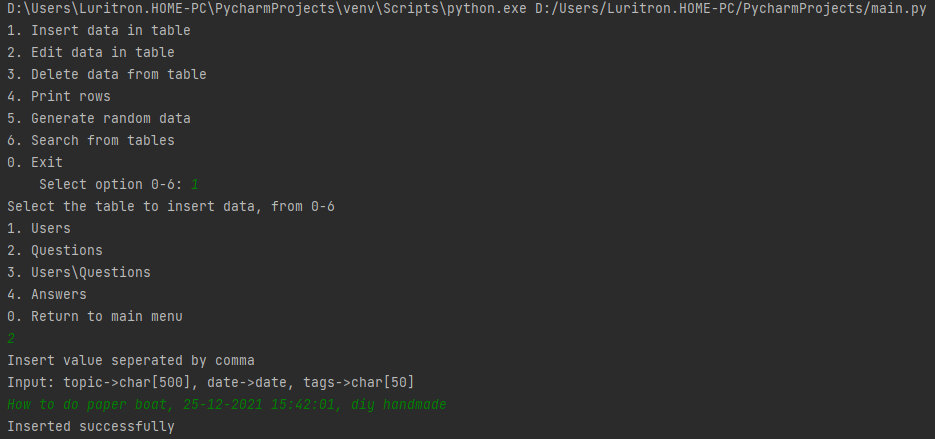 D:\Users\Luritron.HOME-PC\PycharmProjects\venv\Scripts\python.exe D:/Users/Luritron.HOME-PC/PycharmProjects/main.py
1. Insert data in table
2. Edit data in table
3. Delete data from table
4. Print rows
5. Generate random data
6. Search from tables
0. Exit
Select option 0-6: 1
Select the table to insert data, from 0-6
1. Users
2. Questions
3. Users\Questions
4. Answers
0. Return to main menu
2
Insert value seperated by comma
Input: topic->char[500], date->date, tags->char[50]
How to do paper boat, 25-12-2021 15:42:01, diy handmade
Inserted successfully